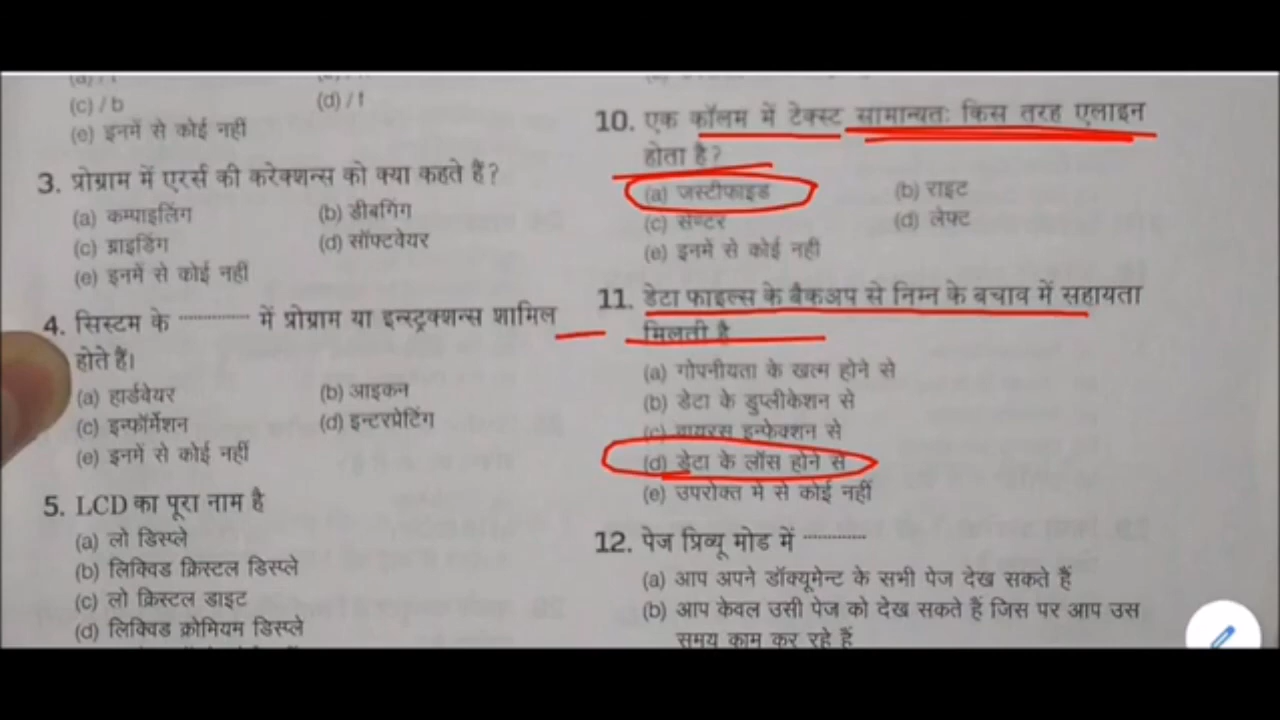 (c) / b
(d) / f
(e) इनमें से कोई नहीं
3. प्रोग्राम में एरर्स की करेक्शन्स को क्या कहते हैं?
(a) कम्पाइलिंग
(b) डीबगिंग
(c) ग्राइडिंग
(d) सॉफ्टवेयर
(e) इनमें से कोई नहीं
4. सिस्टम के ............ में प्रोग्राम या इन्स्ट्रक्शन्स शामिल
होते हैं।
(a) हार्डवेयर
(b) आइकन
(c) इन्फॉर्मेशन
(d) इन्टरप्रेटिंग
(e) इनमें से कोई नहीं
5. LCD का पूरा नाम है
(a) लो डिस्प्ले
(b) लिक्विड क्रिस्टल डिस्प्ले
(c) लो क्रिस्टल डाइट
(d) लिक्विड क्रोमियम डिस्प्ले
10. एक कॉलम में टेक्स्ट सामान्यतः किस तरह एलाइन
होता है?
(a) जस्टीफाइड
(b) राइट
(c) सेण्टर
(d) लेफ्ट
(e) इनमें से कोई नहीं
11. डेटा फाइल्स के बैकअप से निम्न के बचाव में सहायता
मिलती है
(a) गोपनीयता के खत्म होने से
(b) डेटा के डुप्लीकेशन से
(c) वायरस इन्फेक्शन से
(d) डेटा के लॉस होने से
(e) उपरोक्त में से कोई नहीं
12. पेज प्रिव्यू मोड में ............
(a) आप अपने डॉक्यूमेन्ट के सभी पेज देख सकते हैं
(b) आप केवल उसी पेज को देख सकते हैं जिस पर आप उस
समय काम कर रहे हैं